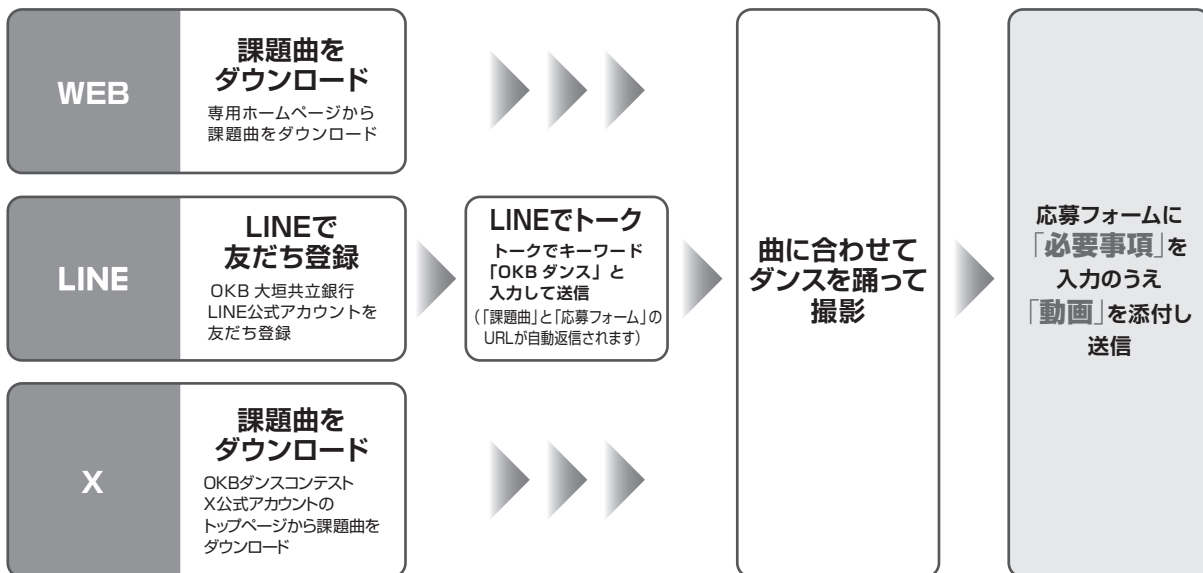 WEB
課題曲を
ダウンロード
専用ホームページから
課題曲をダウンロード
LINE
LINEで
友だち登録
OKB 大垣共立銀行
LINE公式アカウントを
友だち登録
LINEでトーク
トークでキーワード
「OKB ダンス」と
入力して送信
(「課題曲」と「応募フォーム」の
URLが自動返信されます)
X
課題曲を
ダウンロード
OKBダンスコンテスト
X公式アカウントの
トップページから課題曲を
ダウンロード
曲に合わせて
ダンスを踊って
撮影
応募フォームに
「必要事項」を
入力のうえ
「動画」を添付し
送信